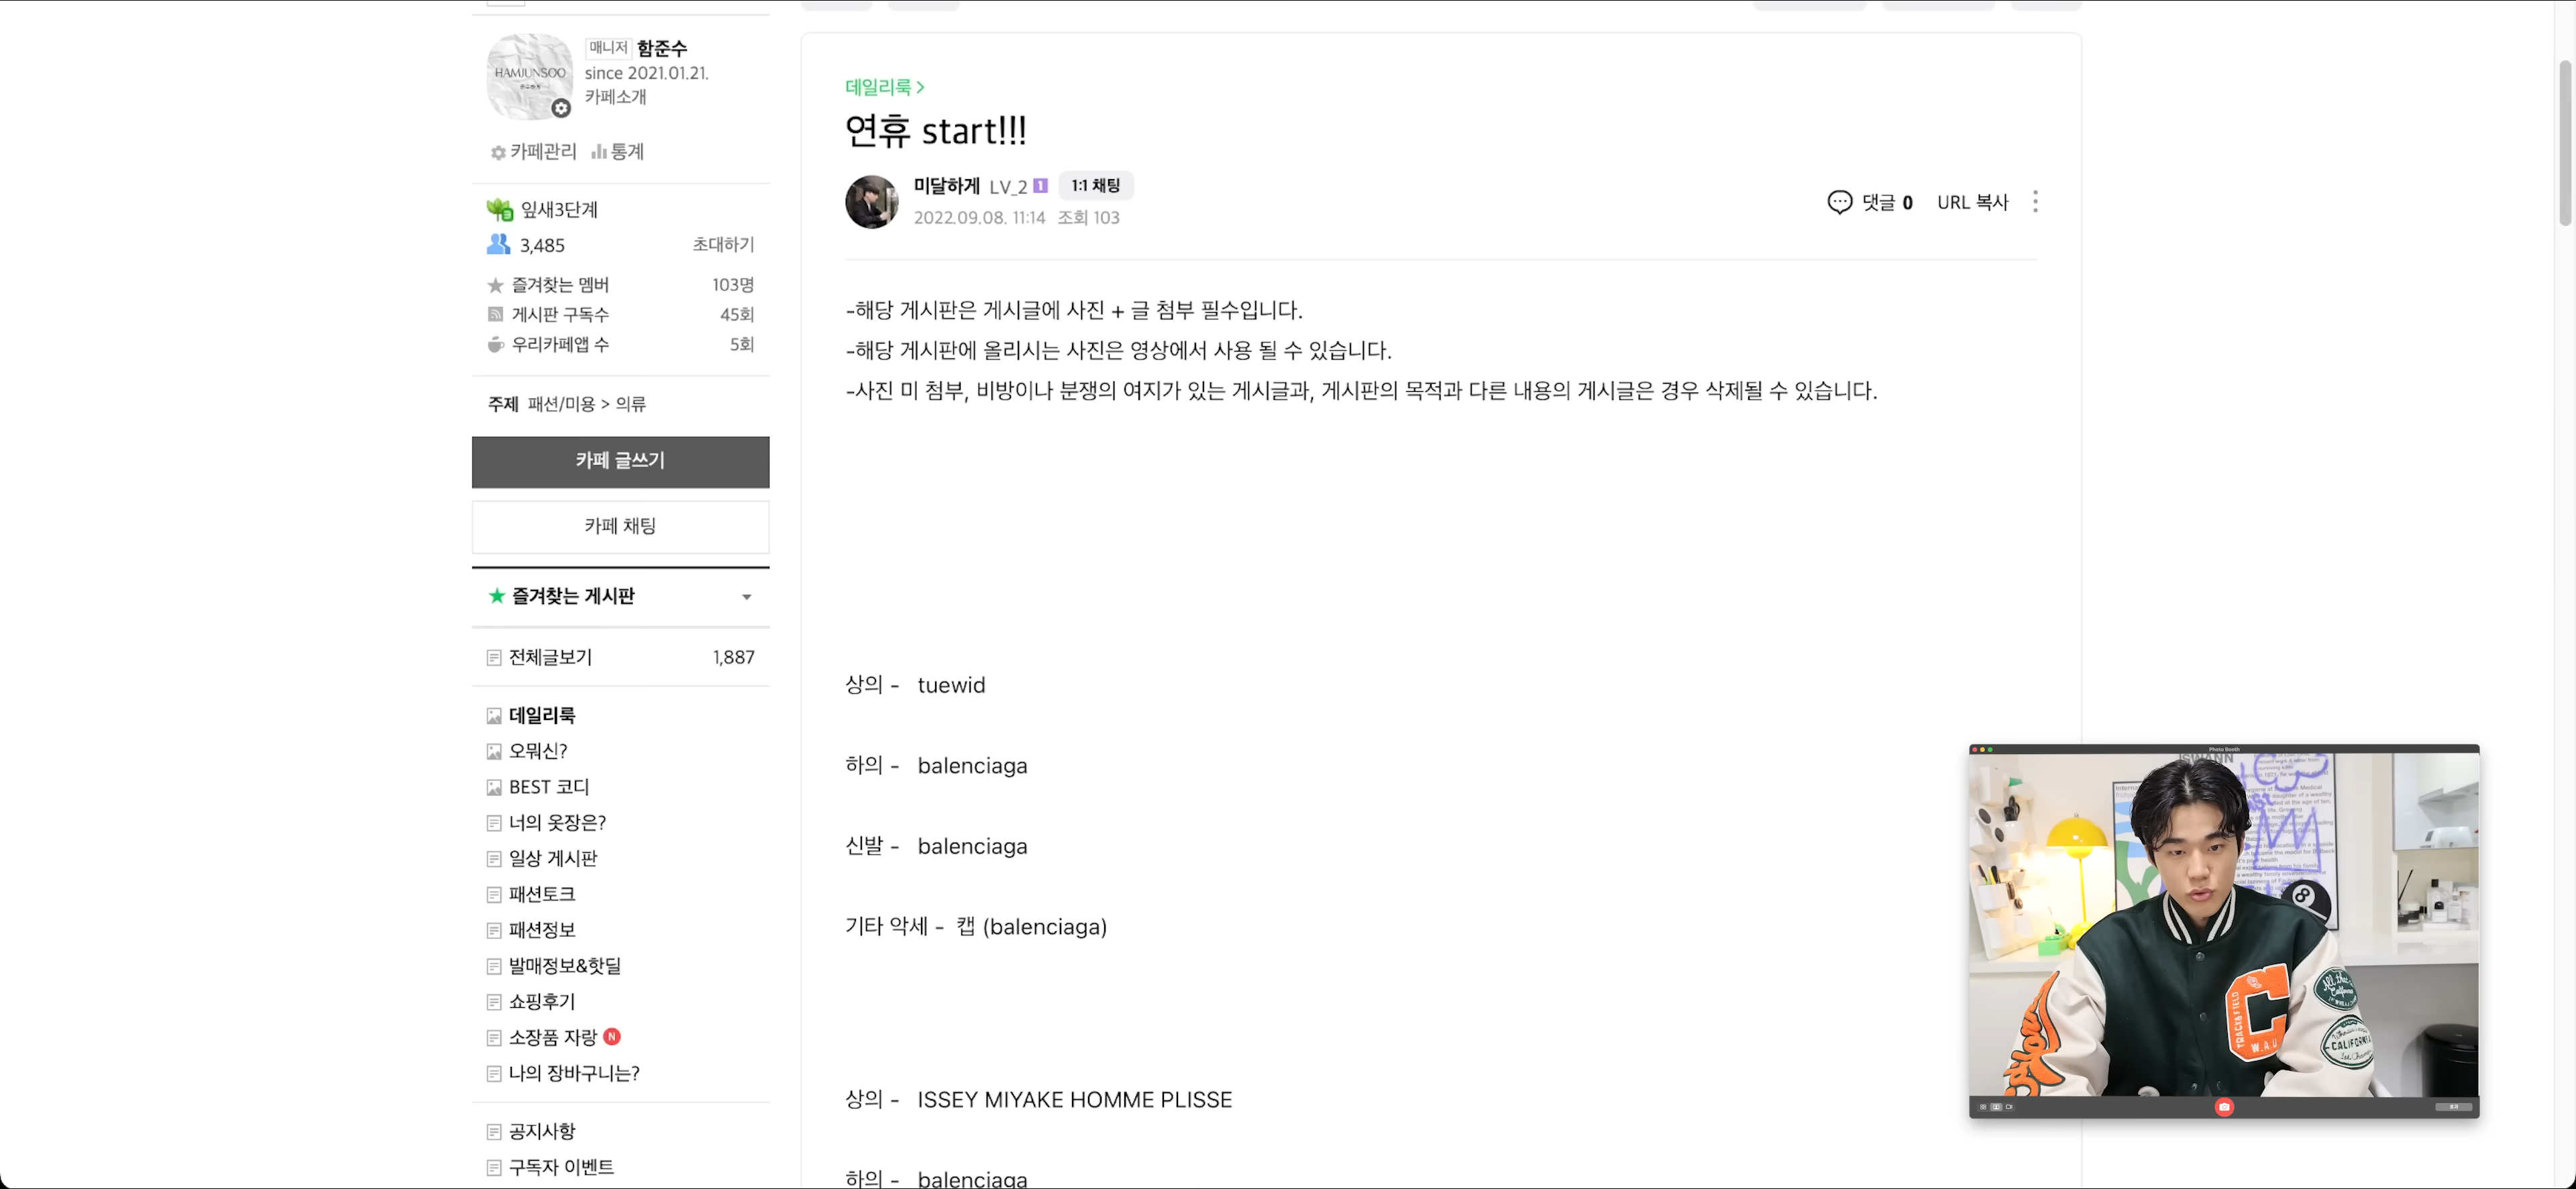 HAMJUNSOO
매니저 함준수
since 2021.01.21.
카페소개
카페관리 통계
잎새3단계
3,485 초대하기
즐겨찾는 멤버 103명
게시판 구독수 45회
우리카페앱 수 5회
주제 패션/미용 > 의류
카페 글쓰기
카페 채팅
즐겨찾는 게시판
전체글보기 1,887
데일리룩
오뭐신?
BEST 코디
너의 옷장은?
일상 게시판
패션토크
패션정보
발매정보&핫딜
쇼핑후기
소장품 자랑 N
나의 장바구니는?
공지사항
구독자 이벤트
데일리룩 >
연휴 start!!!
미달하게 LV_2 1 1:1 채팅
2022.09.08. 11:14 조회 103
댓글 0 URL 복사
-해당 게시판은 게시글에 사진 + 글 첨부 필수입니다.
-해당 게시판에 올리시는 사진은 영상에서 사용 될 수 있습니다.
-사진 미 첨부, 비방이나 분쟁의 여지가 있는 게시글과, 게시판의 목적과 다른 내용의 게시글은 경우 삭제될 수 있습니다.
상의 - tuewid
하의 - balenciaga
신발 - balenciaga
기타 악세 - 캡 (balenciaga)
상의 - ISSEY MIYAKE HOMME PLISSE
하의 - balenciaga
Photo Booth
SWANN
8
C
TRACK&FIELD
W.A.U
All the
California
CALIFORNIA